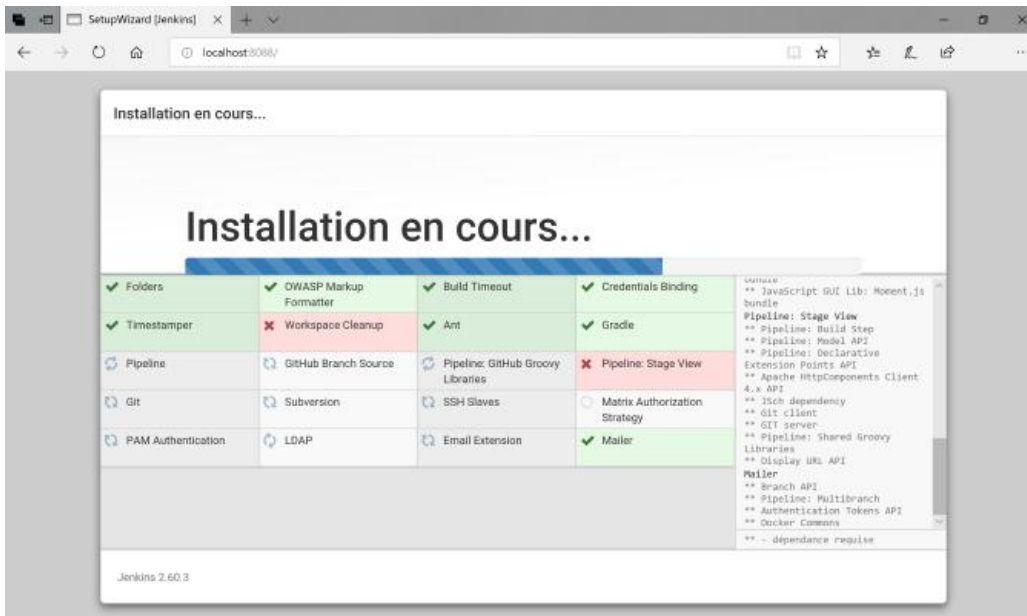 SetupWizard [Jenkins]
localhost:8088/
Installation en cours...
Installation en cours...
Folders
OWASP Markup
Formatter
Build Timeout
Credentials Binding
Timestamper
Workspace Cleanup
Ant
Gradle
Pipeline
GitHub Branch Source
Pipeline: GitHub Groovy
Libraries
Pipeline: Stage View
Git
Subversion
SSH Slaves
Matrix Authorization
Strategy
PAM Authentication
LDAP
Email Extension
Mailer
bundle
** JavaScript GUI Lib: Moment.js
bundle
Pipeline: Stage View
** Pipeline: Build Step
** Pipeline: Model API
** Pipeline: Declarative
Extension Points API
** Apache HttpComponents Client
4.x API
** JSch dependency
** Git client
** GIT server
** Pipeline: Shared Groovy
Libraries
** Display URL API
Mailer
** Branch API
** Pipeline: Multibranch
** Authentication Tokens API
** Docker Commons
** - dépendance requise
Jenkins 2.60.3